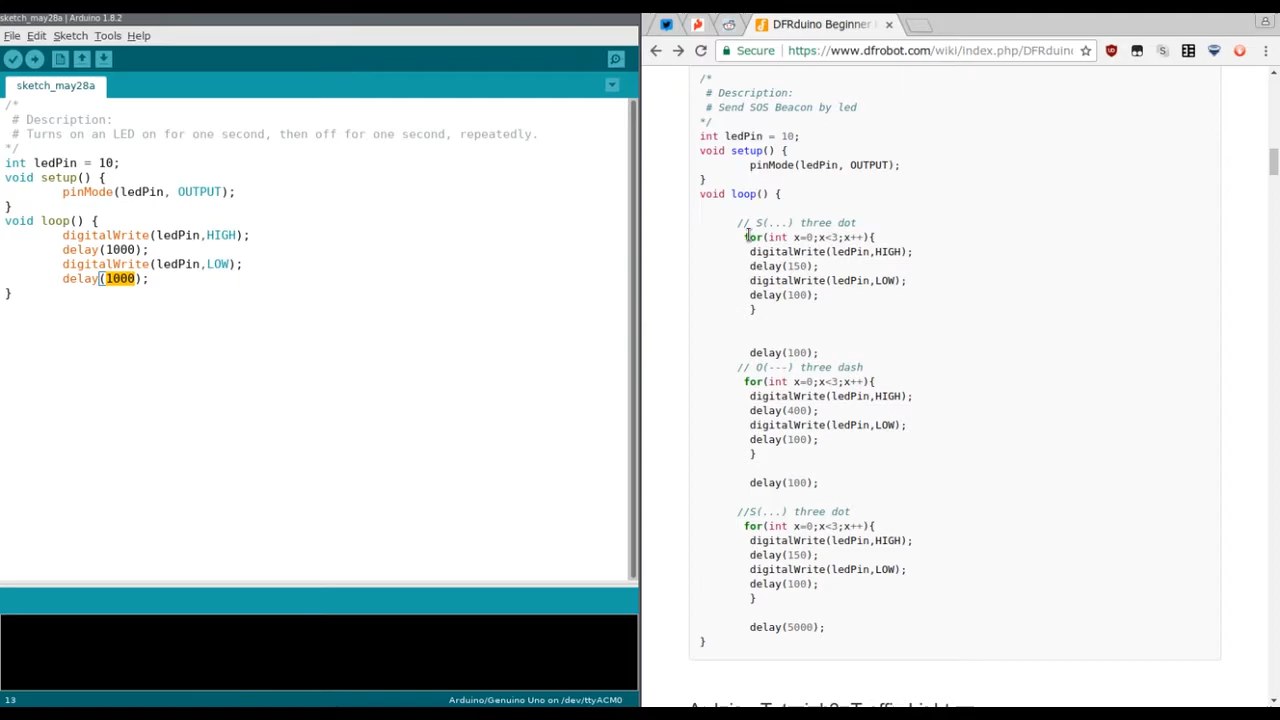 sketch_may28a | Arduino 1.8.2
File Edit Sketch Tools Help
sketch_may28a
/*
# Description:
# Turns on an LED on for one second, then off for one second, repeatedly.
*/
int ledPin = 10;
void setup() {
pinMode(ledPin, OUTPUT);
}
void loop() {
digitalWrite(ledPin,HIGH);
delay(1000);
digitalWrite(ledPin,LOW);
delay(1000);
}
13
Arduino/Genuino Uno on /dev/ttyACM0
DFRduino Beginner
Secure https://www.dfrobot.com/wiki/index.php/DFRduino
/*
# Description:
# Send SOS Beacon by led
*/
int ledPin = 10;
void setup() {
pinMode(ledPin, OUTPUT);
}
void loop() {
// S(...) three dot
for(int x=0;x<3;x++){
digitalWrite(ledPin,HIGH);
delay(150);
digitalWrite(ledPin,LOW);
delay(100);
}
delay(100);
// O(---) three dash
for(int x=0;x<3;x++){
digitalWrite(ledPin,HIGH);
delay(400);
digitalWrite(ledPin,LOW);
delay(100);
}
delay(100);
//S(...) three dot
for(int x=0;x<3;x++){
digitalWrite(ledPin,HIGH);
delay(150);
digitalWrite(ledPin,LOW);
delay(100);
}
delay(5000);
}